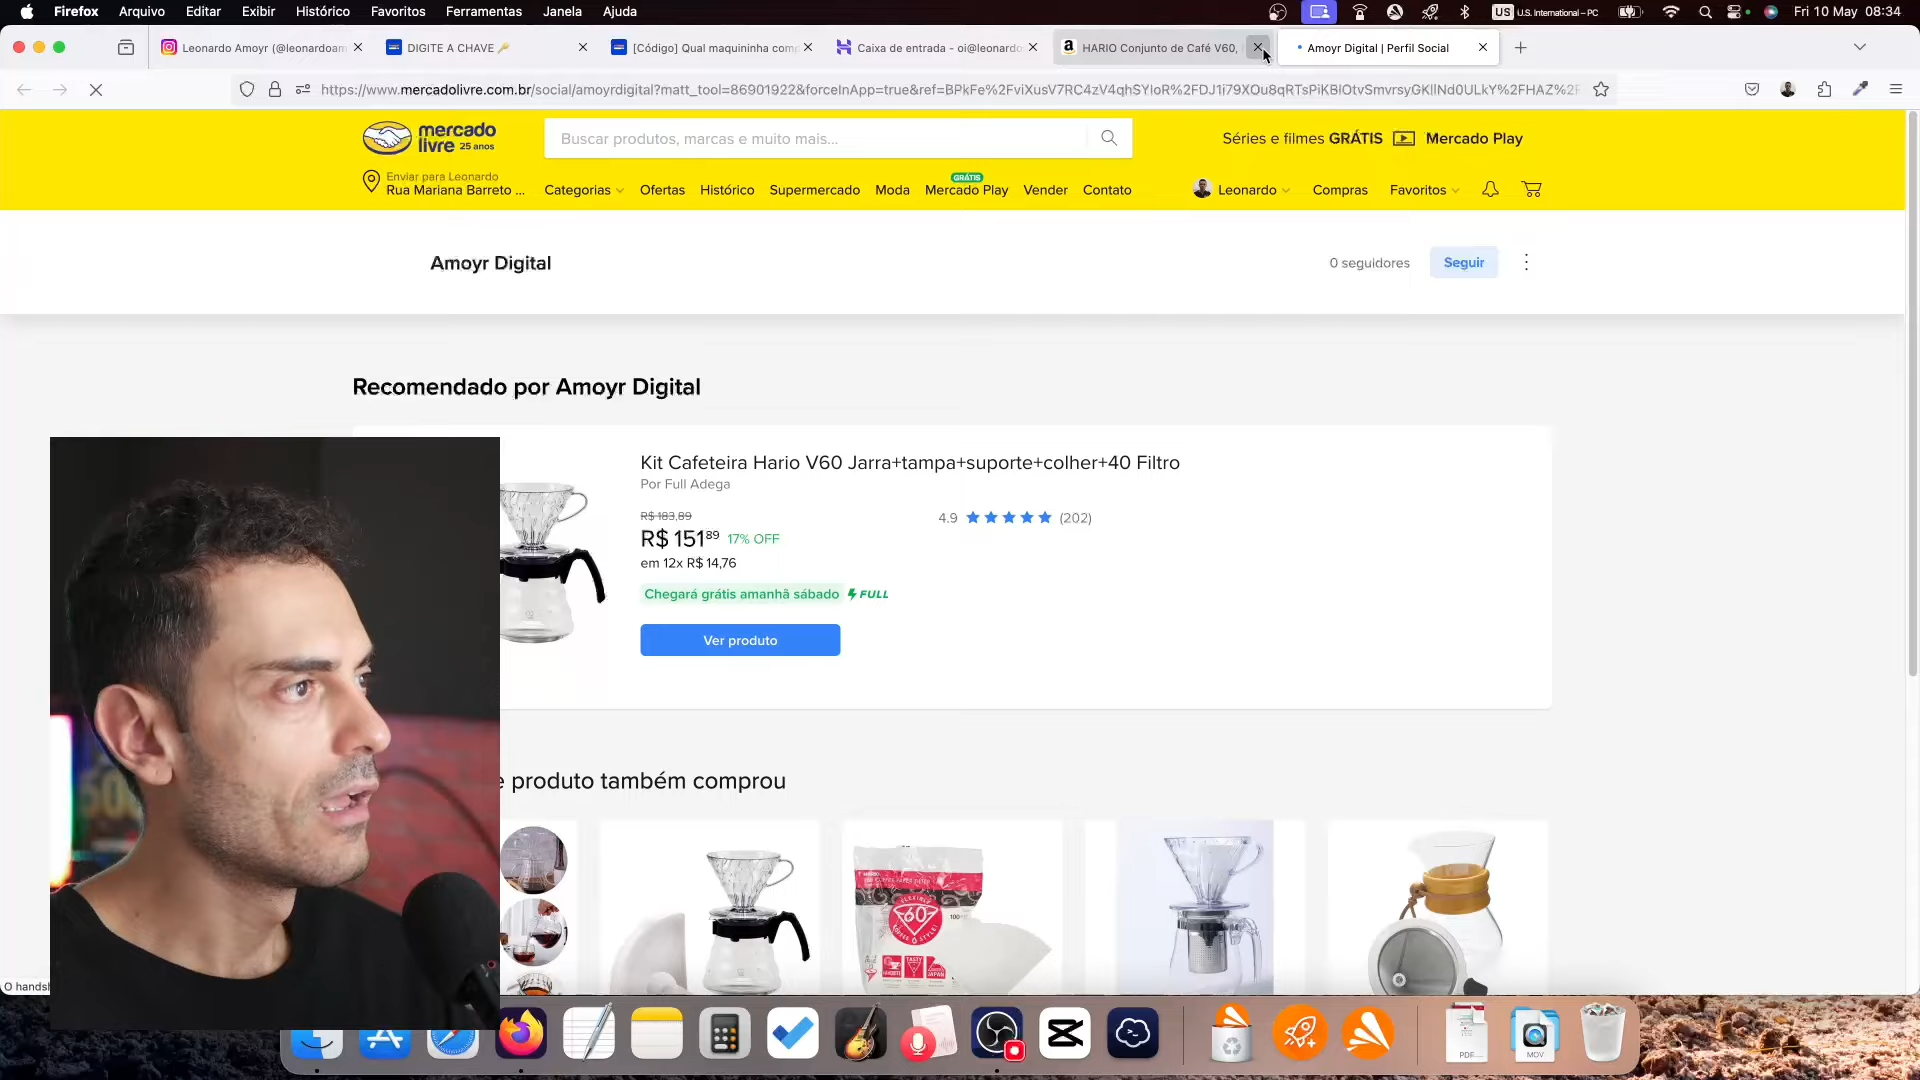 Firefox Arquivo Editar Exibir Histórico Favoritos Ferramentas Janela Ajuda
US U.S. International – PC
Fri 10 May 08:34
Leonardo Amoyr (@leonardoam
DIGITE A CHAVE
[Código] Qual maquininha com
Caixa de entrada - oi@leonardo
HARIO Conjunto de Café V60,
Amoyr Digital | Perfil Social
https://www.mercadolivre.com.br/social/amoyrdigital?matt_tool=86901922&forceInApp=true&ref=
mercado
livre 25 anos
Buscar produtos, marcas e muito mais...
Séries e filmes GRÁTIS Mercado Play
Enviar para Leonardo
Rua Mariana Barreto ...
GRÁTIS
Categorias Ofertas Histórico Supermercado Moda Mercado Play Vender Contato
Leonardo Compras Favoritos
Amoyr Digital
0 seguidores
Seguir
Recomendado por Amoyr Digital
Kit Cafeteira Hario V60 Jarra+tampa+suporte+colher+40 Filtro
Por Full Adega
R$ 183,89
4.9 (202)
R$ 151 89 17% OFF
em 12x R$ 14,76
Chegará grátis amanhã sábado FULL
Ver produto
e produto também comprou
V60
O handsh
PDF
MOV